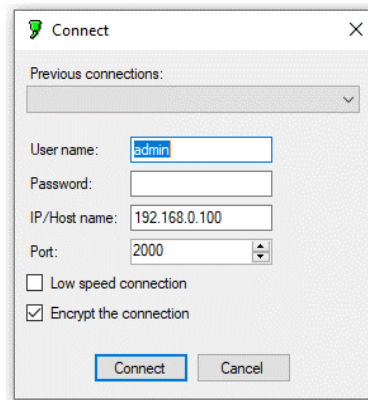 Connect
Previous connections:
User name: admin
Password:
IP/Host name: 192.168.0.100
Port: 2000
Low speed connection
Encrypt the connection
Connect Cancel